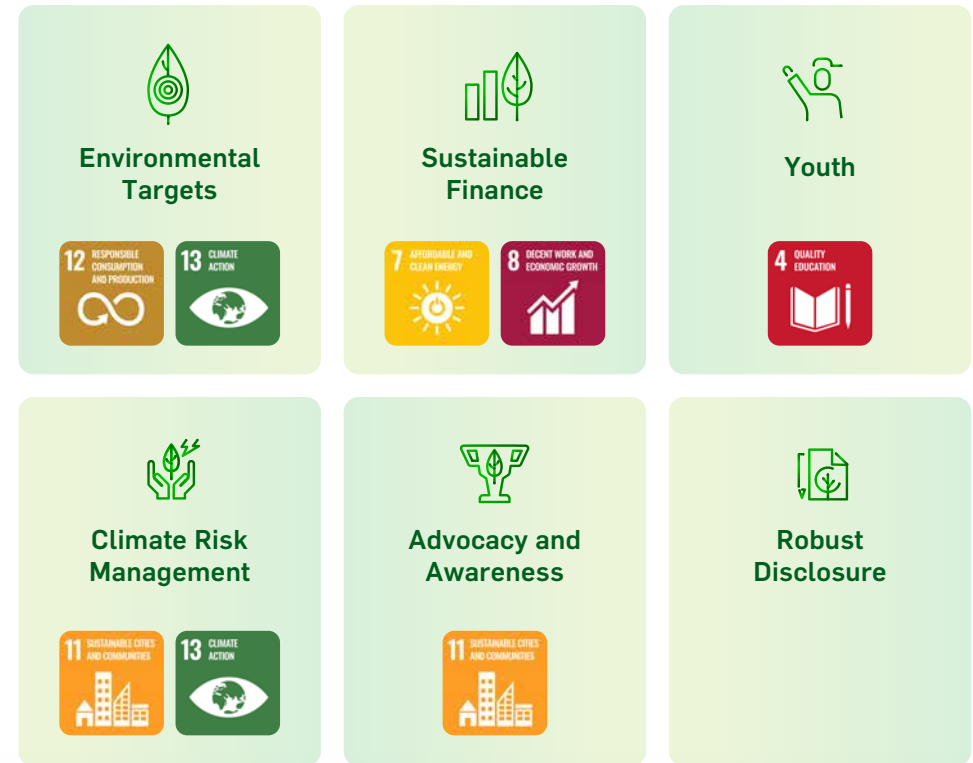 Environmental
Targets
12 RESPONSIBLE
CONSUMPTION
AND PRODUCTION
13 CLIMATE
ACTION
Sustainable
Finance
7 AFFORDABLE AND
CLEAN ENERGY
8 DECENT WORK AND
ECONOMIC GROWTH
Youth
4 QUALITY
EDUCATION
Climate Risk
Management
11 SUSTAINABLE CITIES
AND COMMUNITIES
13 CLIMATE
ACTION
Advocacy and
Awareness
11 SUSTAINABLE CITIES
AND COMMUNITIES
Robust
Disclosure